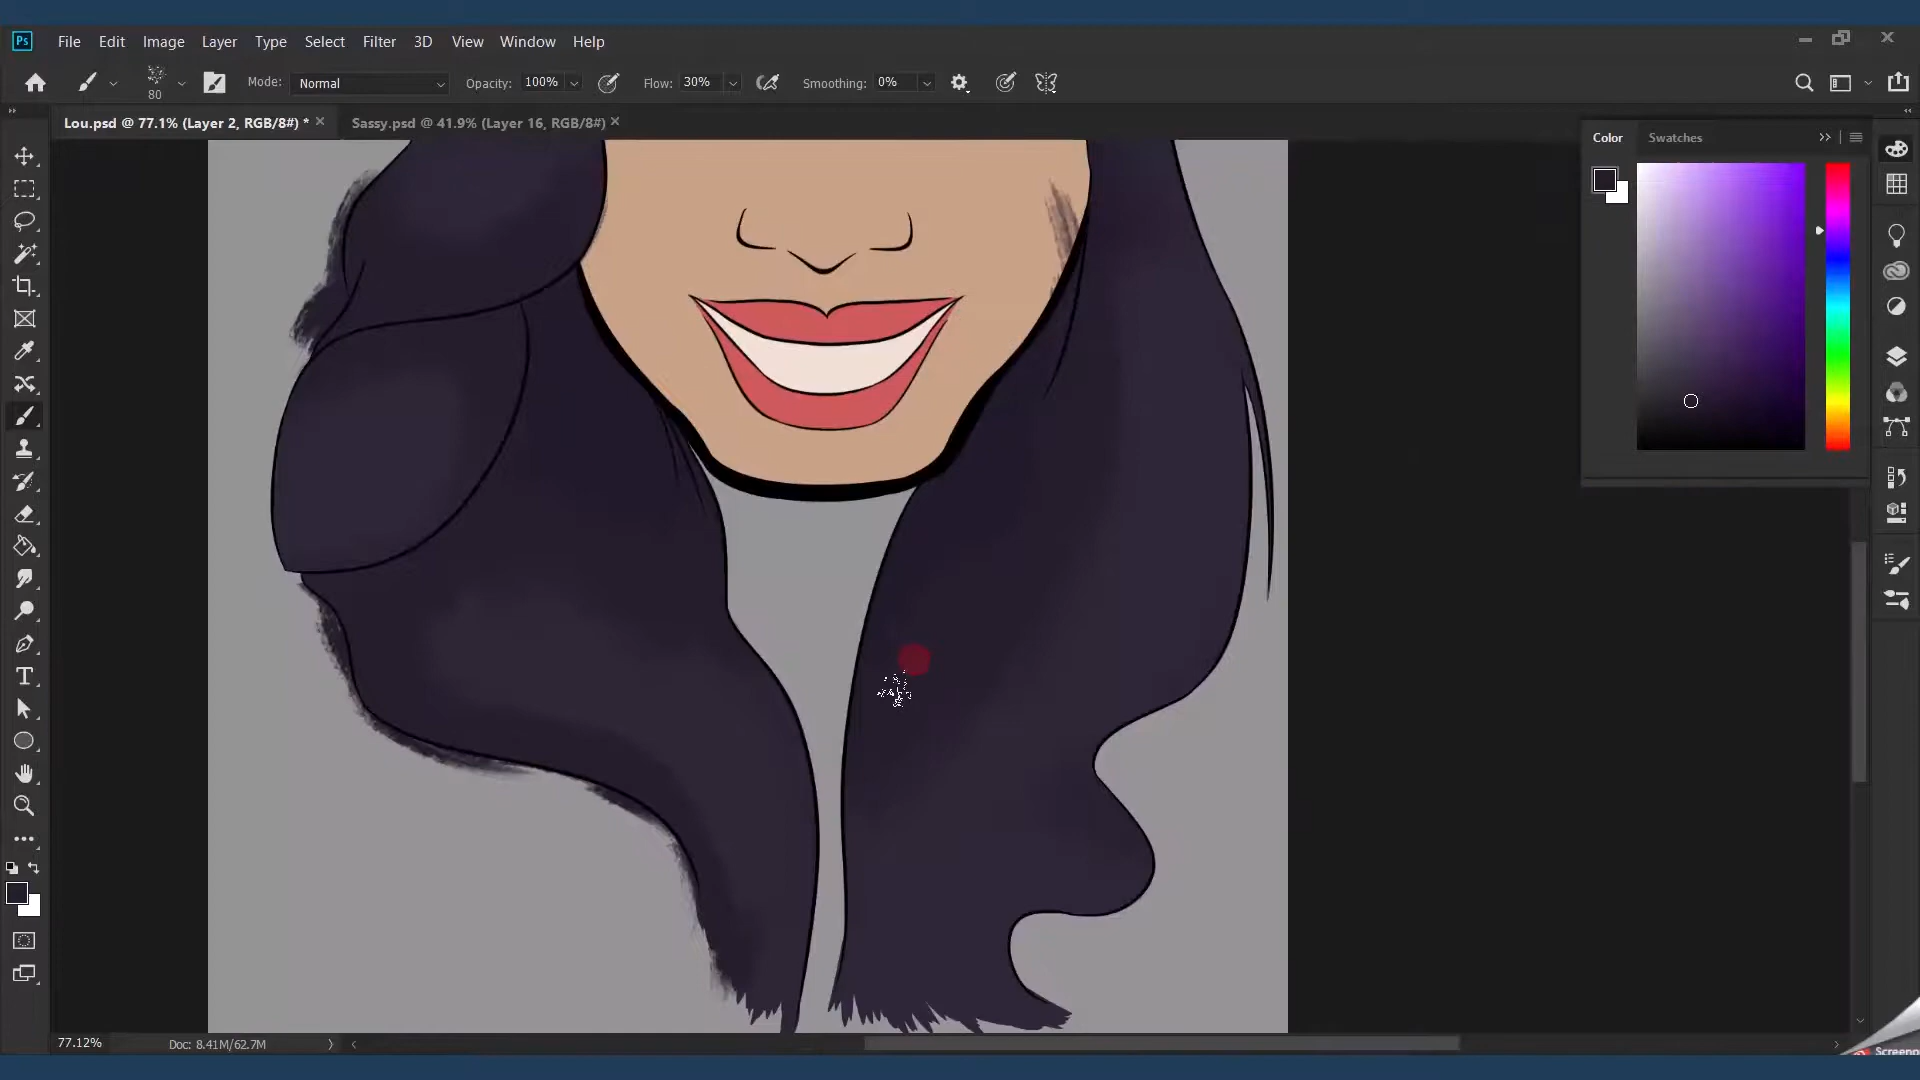 Ps File Edit Image Layer Type Select Filter 3D View Window Help
80 Mode: Normal Opacity: 100% Flow: 30% Smoothing: 0%
Lou.psd @ 77.1% (Layer 2, RGB/8#) * × Sassy.psd @ 41.9% (Layer 16, RGB/8#) ×
Color Swatches
77.12% Doc: 8.41M/62.7M